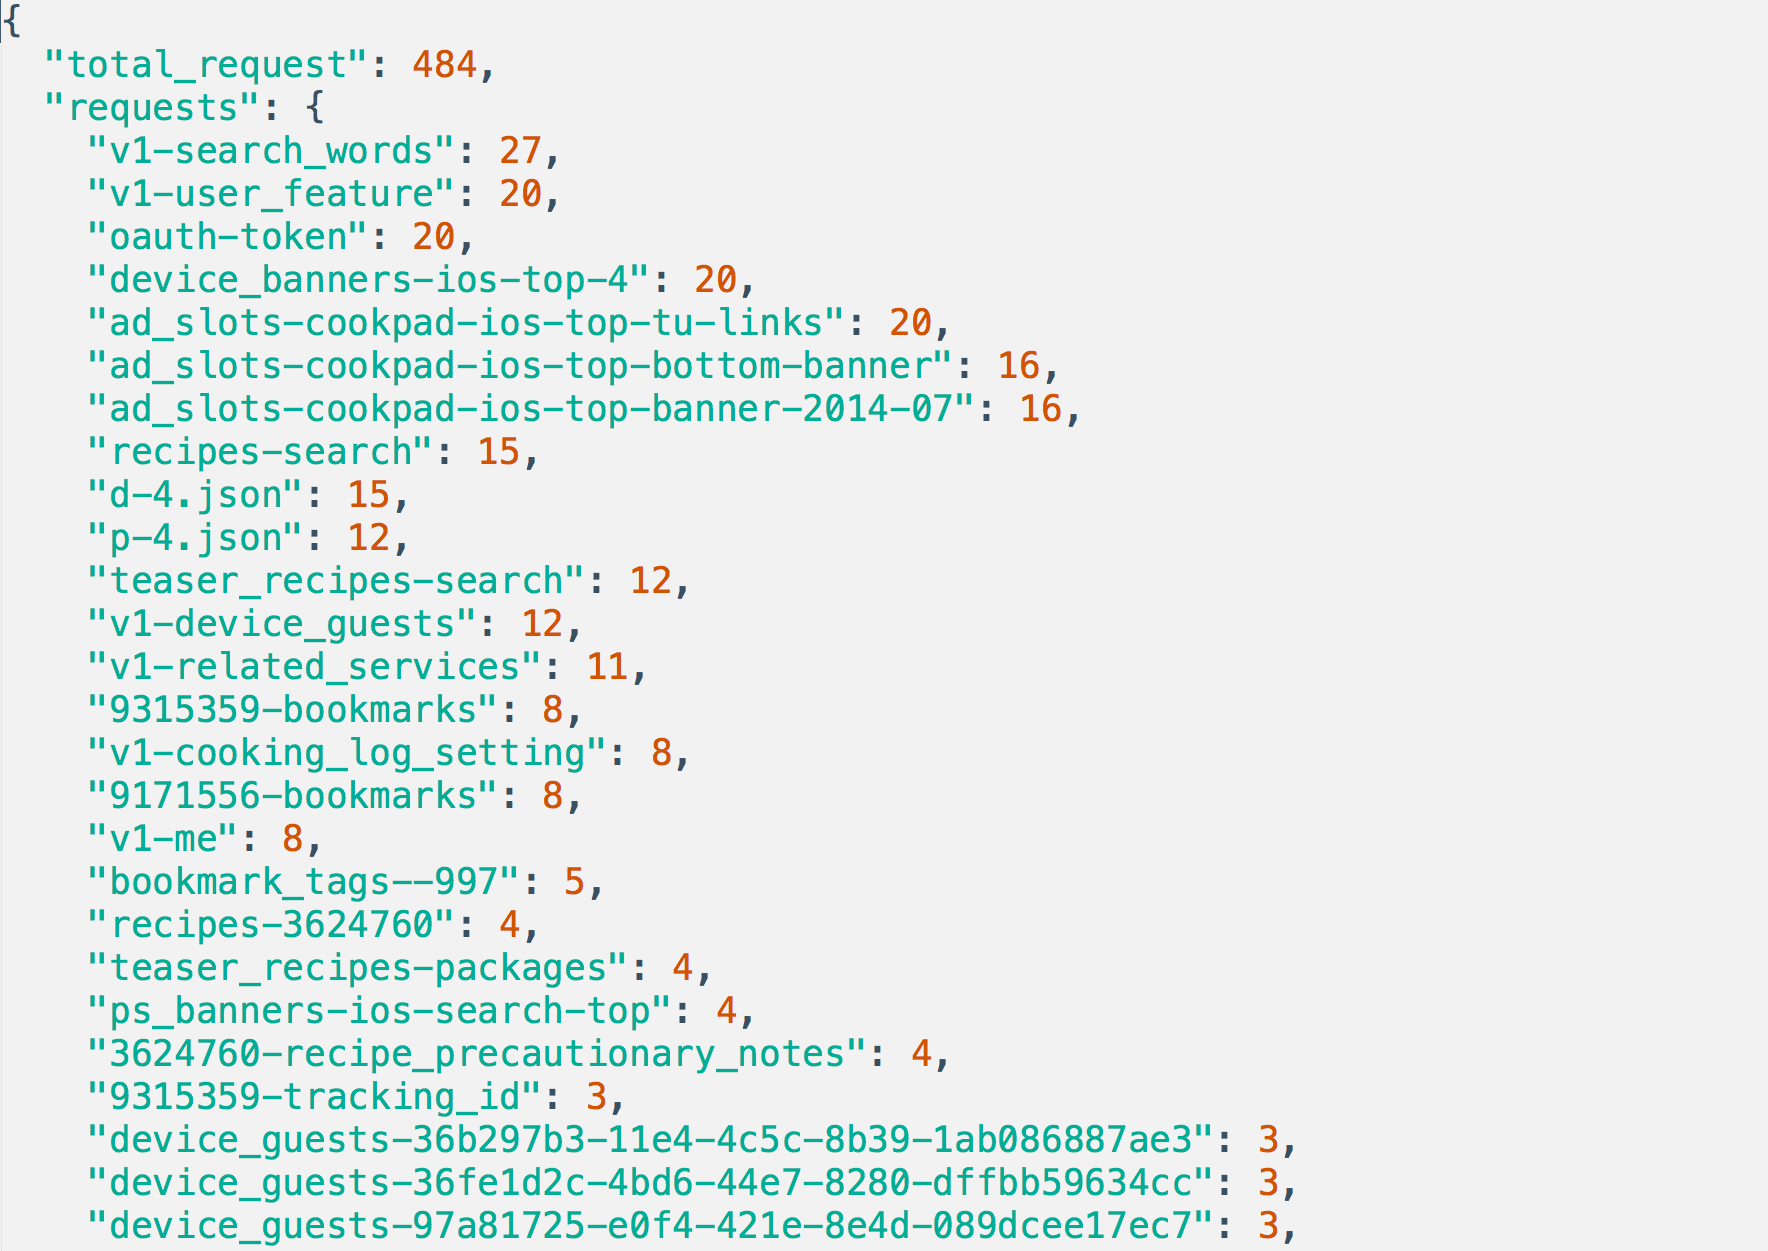 {
"total_request": 484,
"requests": {
"v1-search_words": 27,
"v1-user_feature": 20,
"oauth-token": 20,
"device_banners-ios-top-4": 20,
"ad_slots-cookpad-ios-top-tu-links": 20,
"ad_slots-cookpad-ios-top-bottom-banner": 16,
"ad_slots-cookpad-ios-top-banner-2014-07": 16,
"recipes-search": 15,
"d-4.json": 15,
"p-4.json": 12,
"teaser_recipes-search": 12,
"v1-device_guests": 12,
"v1-related_services": 11,
"9315359-bookmarks": 8,
"v1-cooking_log_setting": 8,
"9171556-bookmarks": 8,
"v1-me": 8,
"bookmark_tags--997": 5,
"recipes-3624760": 4,
"teaser_recipes-packages": 4,
"ps_banners-ios-search-top": 4,
"3624760-recipe_precautionary_notes": 4,
"9315359-tracking_id": 3,
"device_guests-36b297b3-11e4-4c5c-8b39-1ab086887ae3": 3,
"device_guests-36fe1d2c-4bd6-44e7-8280-dffbb59634cc": 3,
"device_guests-97a81725-e0f4-421e-8e4d-089dcee17ec7": 3,